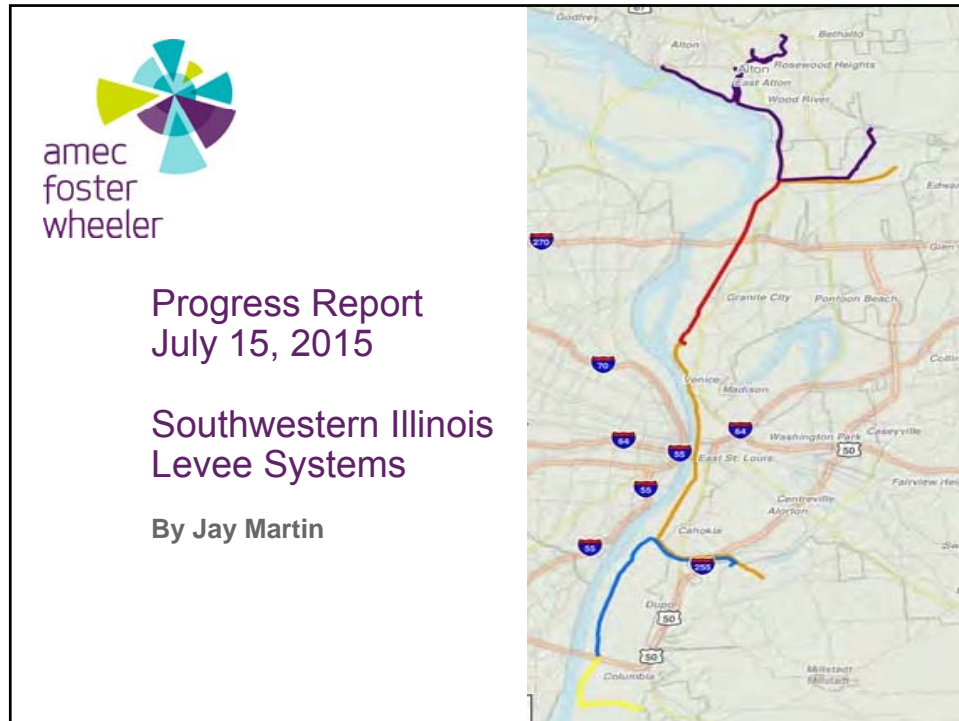 amec
foster
wheeler
Progress Report
July 15, 2015
Southwestern Illinois
Levee Systems
By Jay Martin
67
Godfrey
Bethalto
Alton
Rosewood Heights
Alton
East Alton
Wood River
270
Granite City
Pontoon Beach
70
Venice
Madison
64
64
Washington Park
Caseyville
55
50
East St. Louis
55
Centreville
Alorton
Cahokia
55
255
Dupo
50
50
Columbia
Millstadt
Millstadt